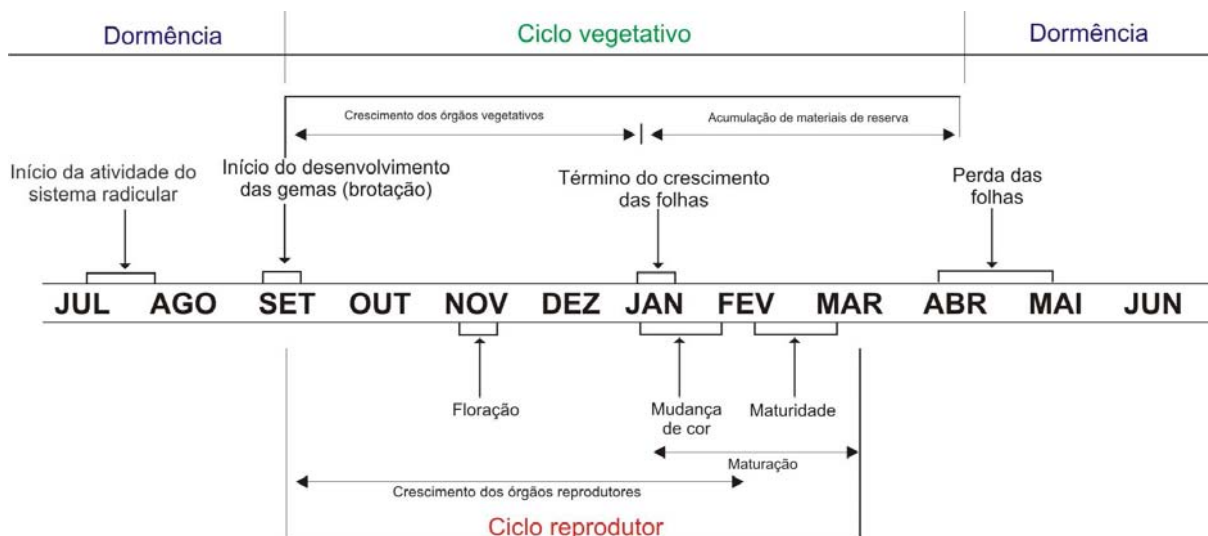 Dormência
Ciclo vegetativo
Dormência
Crescimento dos órgãos vegetativos
Acumulação de materiais de reserva
Início da atividade do
sistema radicular
Início do desenvolvimento
das gemas (brotação)
Término do crescimento
das folhas
Perda das
folhas
JUL AGO SET OUT NOV DEZ JAN FEV MAR ABR MAI JUN
Floração
Mudança
de cor
Maturidade
Maturação
Crescimento dos órgãos reprodutores
Ciclo reprodutor